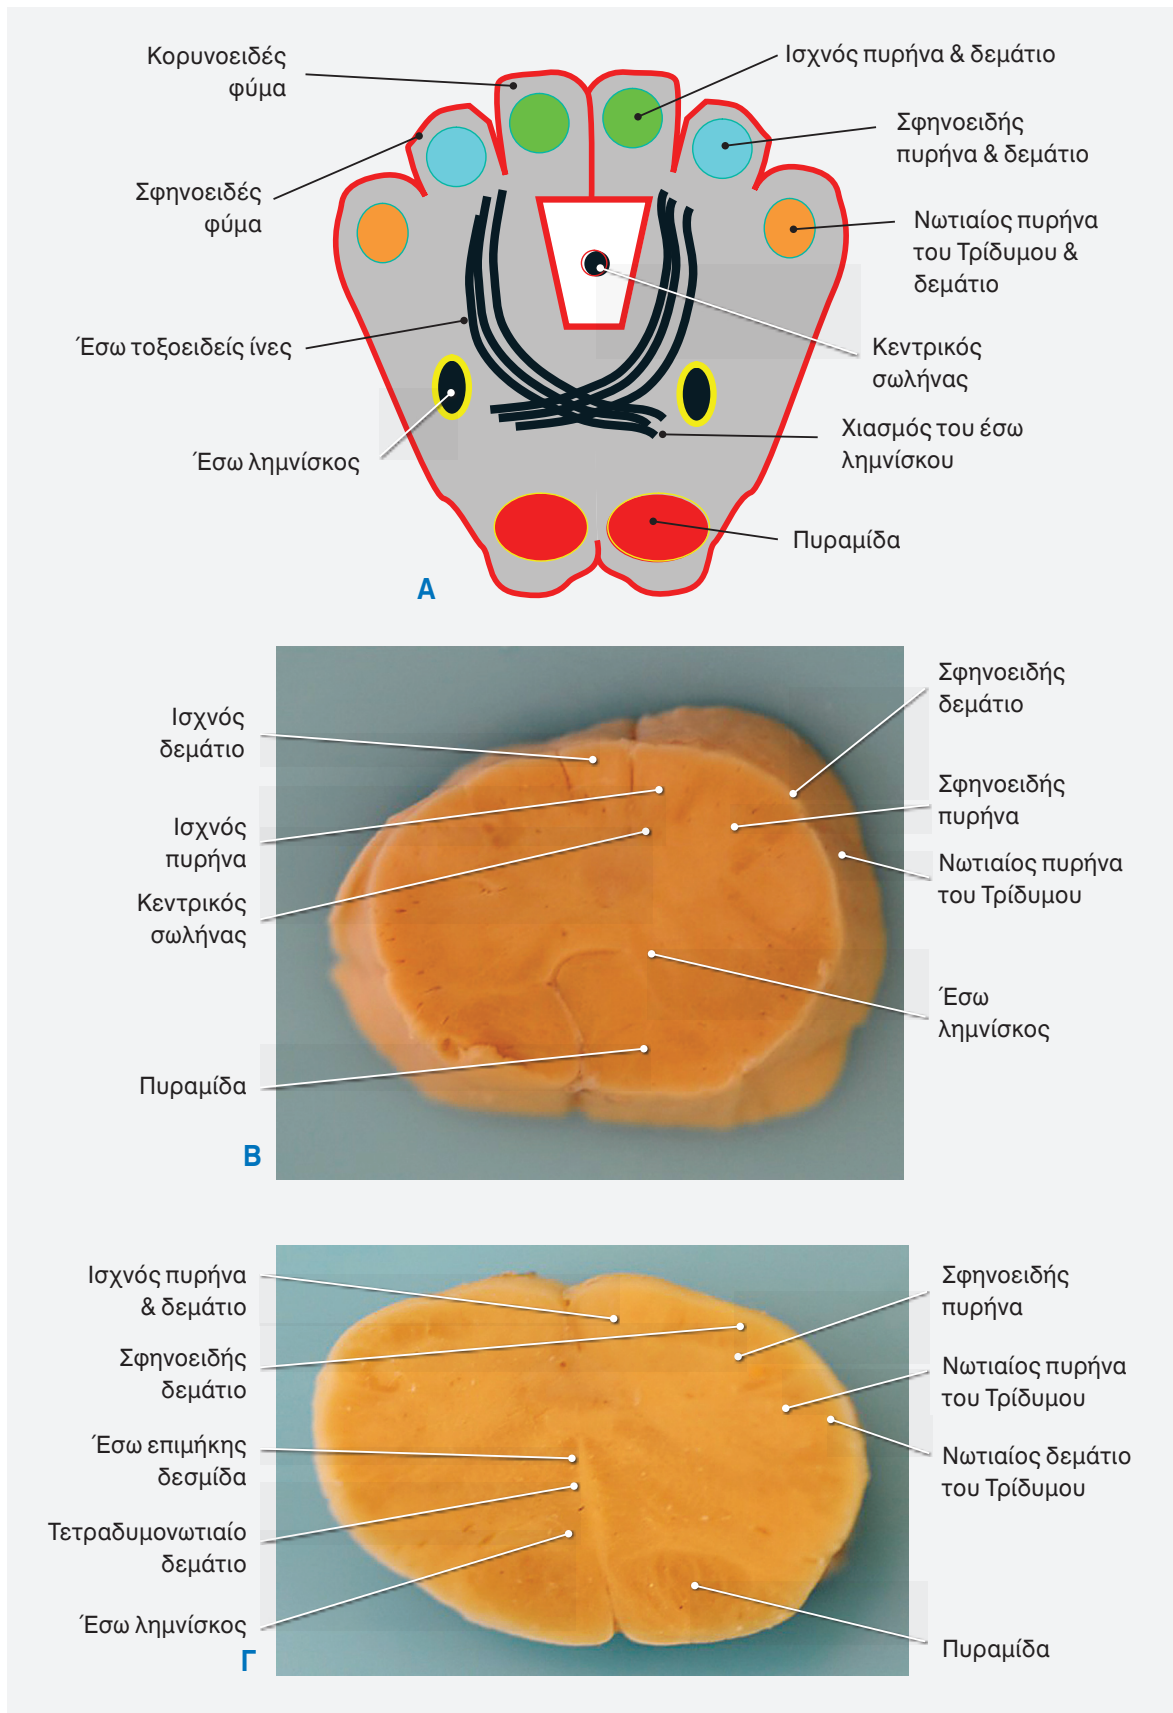 Κορυνοειδές
φύμα
Ισχνός πυρήνα & δεμάτιο
Σφηνοειδής
πυρήνα & δεμάτιο
Σφηνοειδές
φύμα
Νωτιαίος πυρήνα
του Τρίδυμου &
δεμάτιο
Έσω τοξοειδείς ίνες
Κεντρικός
σωλήνας
Έσω λημνίσκος
Χιασμός του έσω
λημνίσκου
Πυραμίδα
Α
Ισχνός
δεμάτιο
Ισχνός
πυρήνα
Κεντρικός
σωλήνας
Πυραμίδα
Σφηνοειδής
δεμάτιο
Σφηνοειδής
πυρήνα
Νωτιαίος πυρήνα
του Τρίδυμου
Έσω
λημνίσκος
Β
Ισχνός πυρήνα
& δεμάτιο
Σφηνοειδής
δεμάτιο
Έσω επιμήκης
δεσμίδα
Τετραδυμονωτιαίο
δεμάτιο
Έσω λημνίσκος
Σφηνοειδής
πυρήνα
Νωτιαίος πυρήνα
του Τρίδυμου
Νωτιαίος δεμάτιο
του Τρίδυμου
Πυραμίδα
Γ